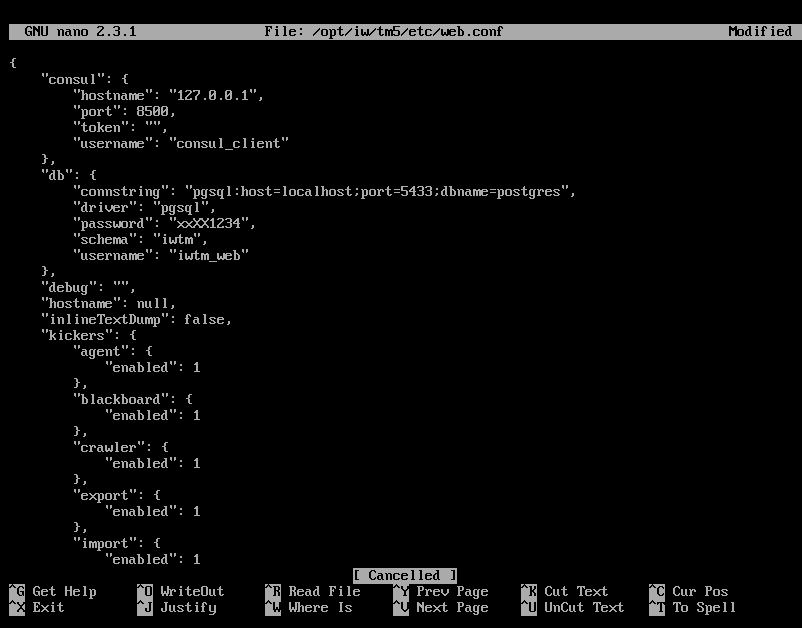 GNU nano 2.3.1 File: /opt/iw/tm5/etc/web.conf Modified
{
    "consul": {
        "hostname": "127.0.0.1",
        "port": 8500,
        "token": "",
        "username": "consul_client"
    },
    "db": {
        "connstring": "pgsql:host=localhost;port=5433;dbname=postgres",
        "driver": "pgsql",
        "password": "xxXX1234",
        "schema": "iwtm",
        "username": "iwtm_web"
    },
    "debug": "",
    "hostname": null,
    "inlineTextDump": false,
    "kickers": {
        "agent": {
            "enabled": 1
        },
        "blackboard": {
            "enabled": 1
        },
        "crawler": {
            "enabled": 1
        },
        "export": {
            "enabled": 1
        },
        "import": {
            "enabled": 1
[ Cancelled ]
^G Get Help ^O WriteOut ^R Read File ^Y Prev Page ^K Cut Text ^C Cur Pos
^X Exit ^J Justify ^W Where Is ^V Next Page ^U UnCut Text ^T To Spell